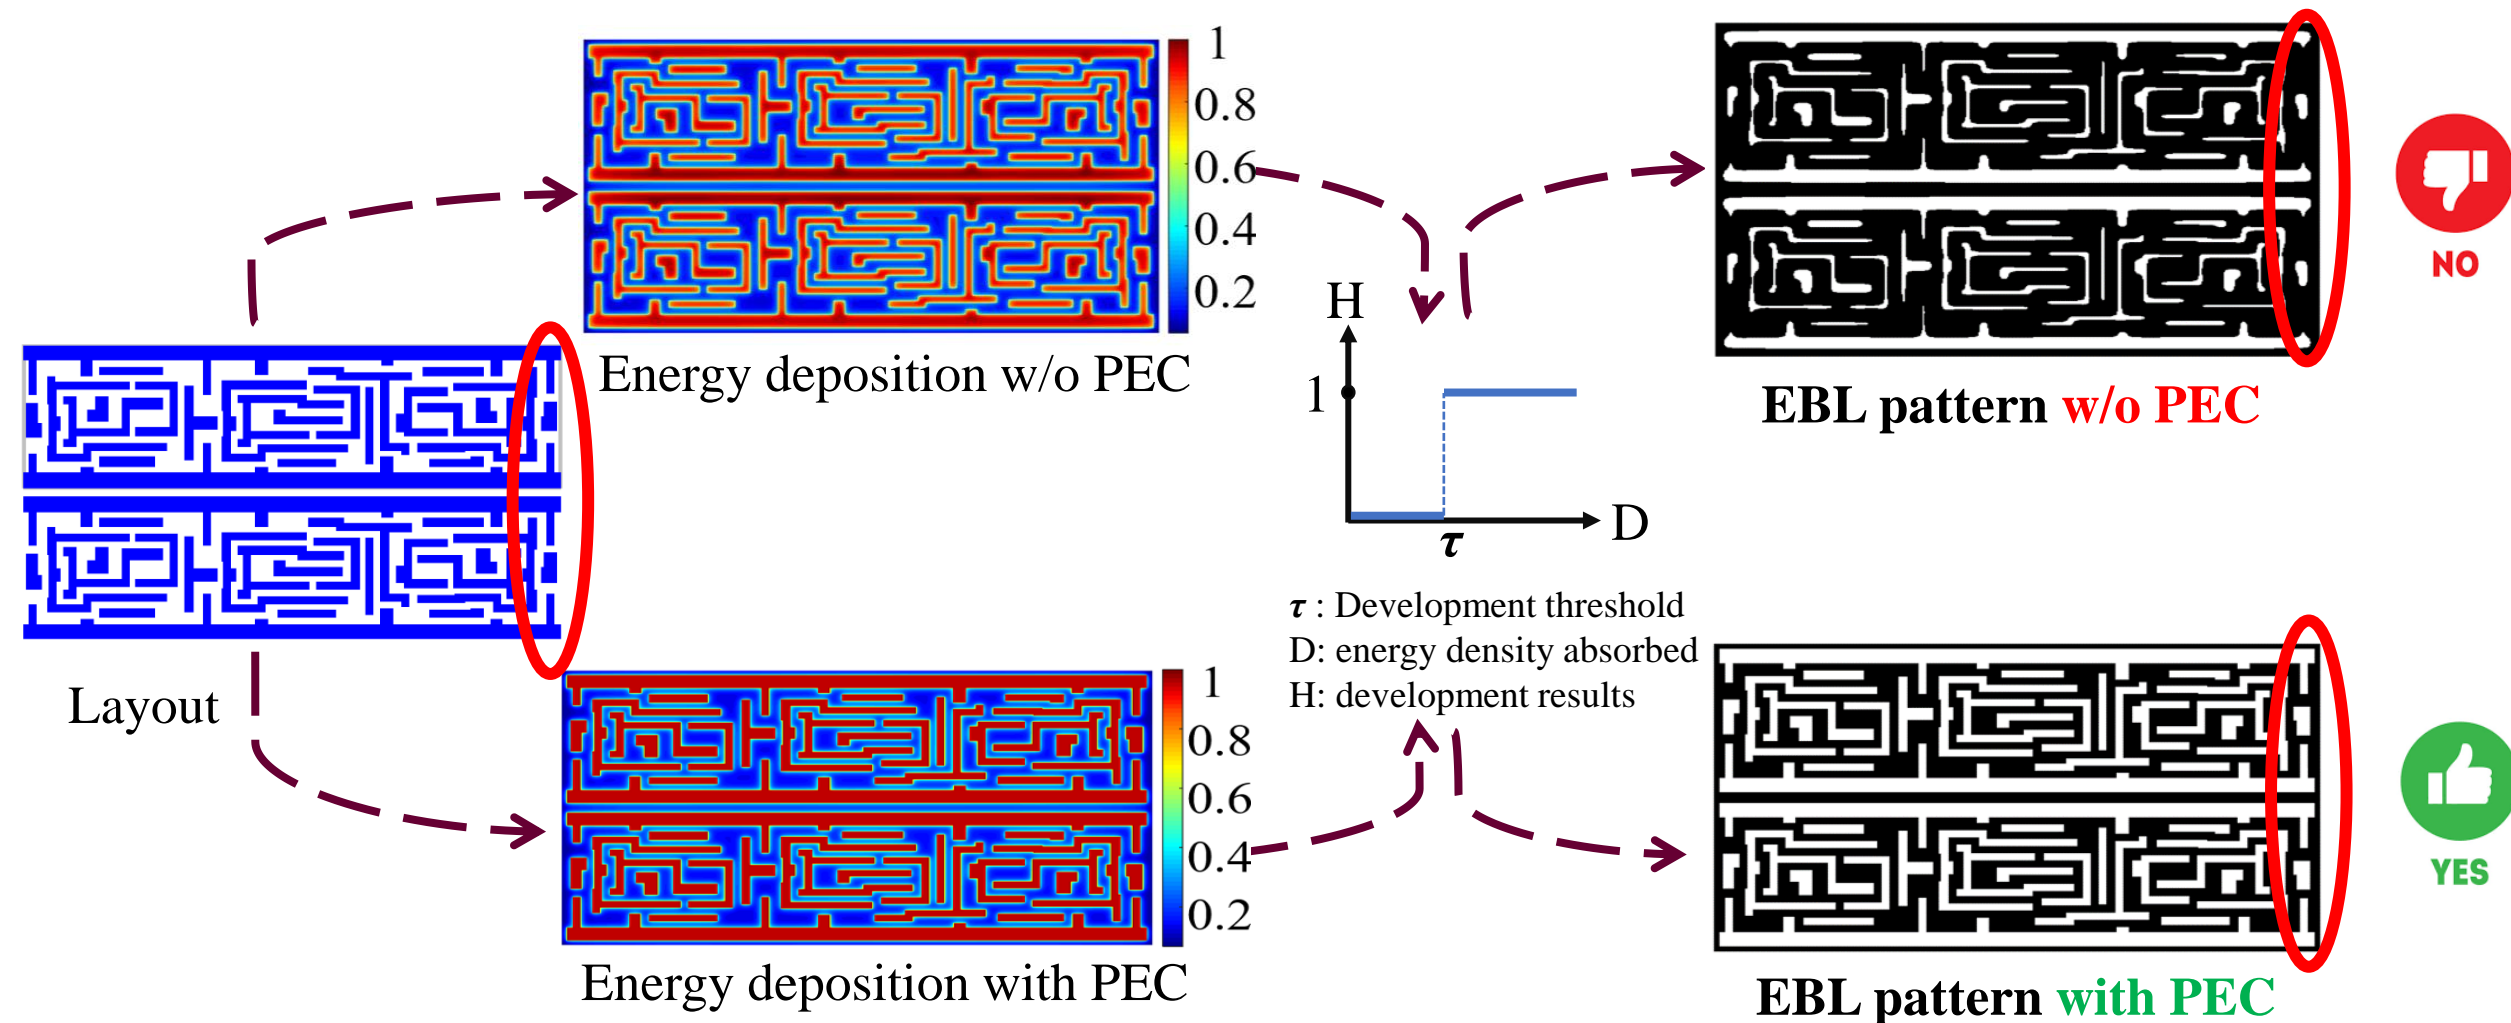 1
0.8
0.6
0.4
0.2
Energy deposition w/o PEC
Layout
1
0.8
0.6
0.4
0.2
Energy deposition with PEC
H
1
τ
D
τ : Development threshold
D: energy density absorbed
H: development results
EBL pattern w/o PEC
NO
EBL pattern with PEC
YES